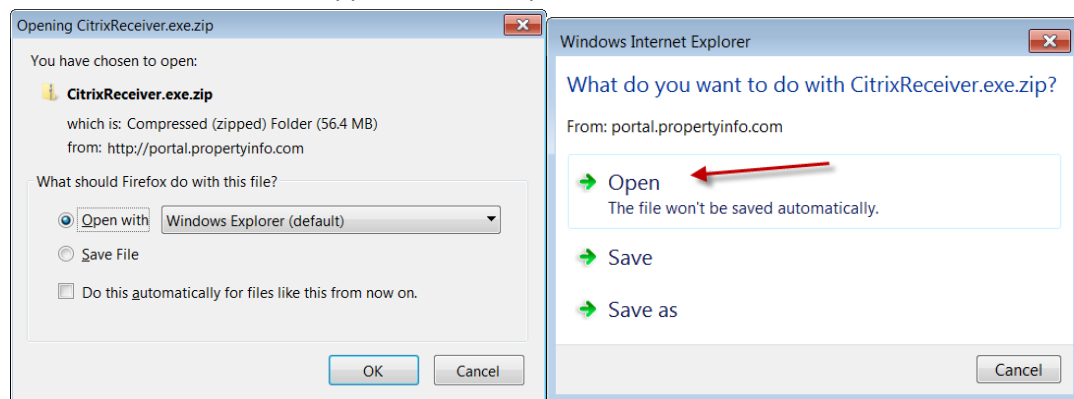 Opening CitrixReceiver.exe.zip
You have chosen to open:
CitrixReceiver.exe.zip
which is: Compressed (zipped) Folder (56.4 MB)
from: http://portal.propertyinfo.com
What should Firefox do with this file?
Open with Windows Explorer (default)
Save File
Do this automatically for files like this from now on.
OK Cancel
Windows Internet Explorer
What do you want to do with CitrixReceiver.exe.zip?
From: portal.propertyinfo.com
Open
The file won't be saved automatically.
Save
Save as
Cancel